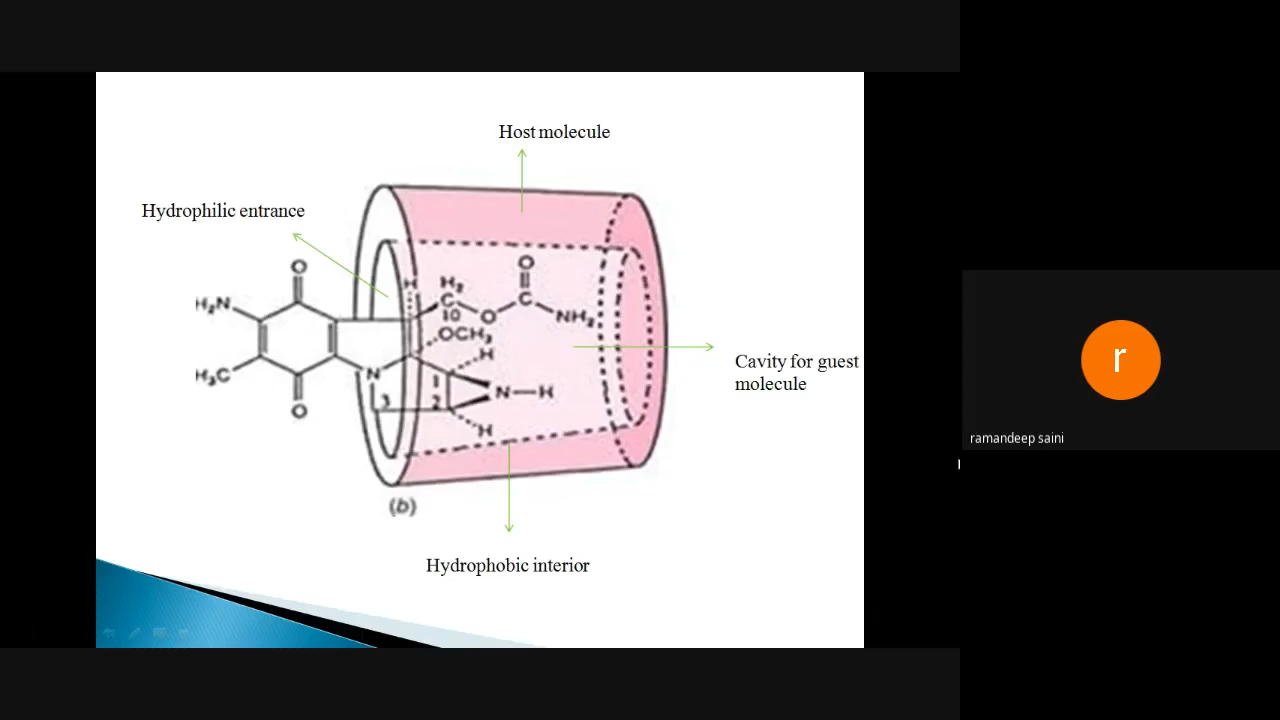 Host molecule
Hydrophilic entrance
O
H₂N
H₃C
O
N
3
H
H₂
C
10
O
O
C
NH₂
OCH₃
H
1
2
N—H
H
Cavity for guest
molecule
(b)
Hydrophobic interior
r
ramandeep saini